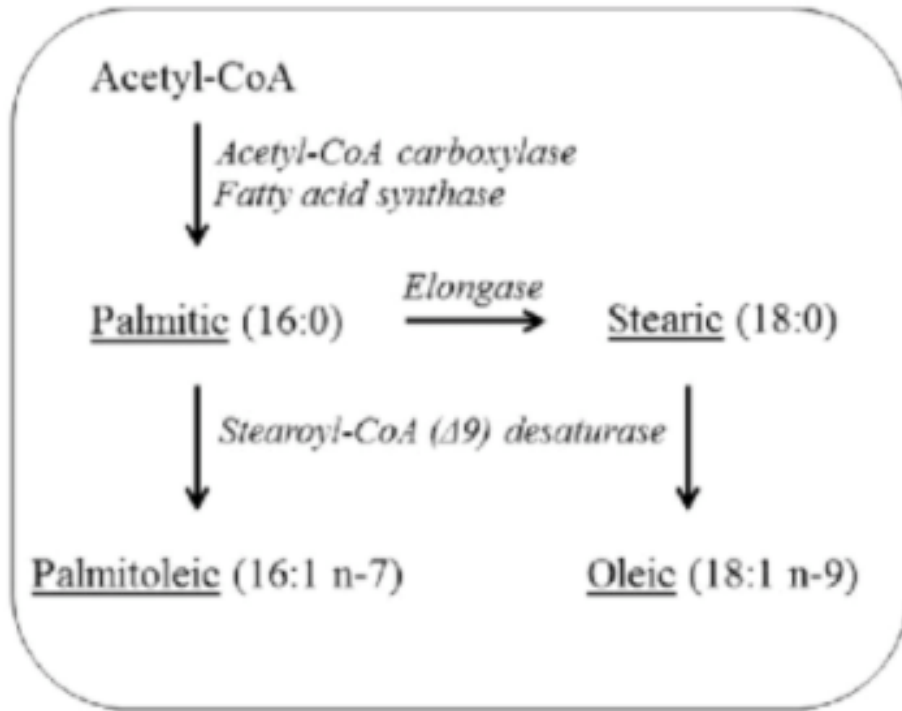 Acetyl-CoA
Acetyl-CoA carboxylase
Fatty acid synthase
Elongase
Palmitic (16:0)
Stearic (18:0)
Stearoyl-CoA (Δ9) desaturase
Palmitoleic (16:1 n-7)
Oleic (18:1 n-9)